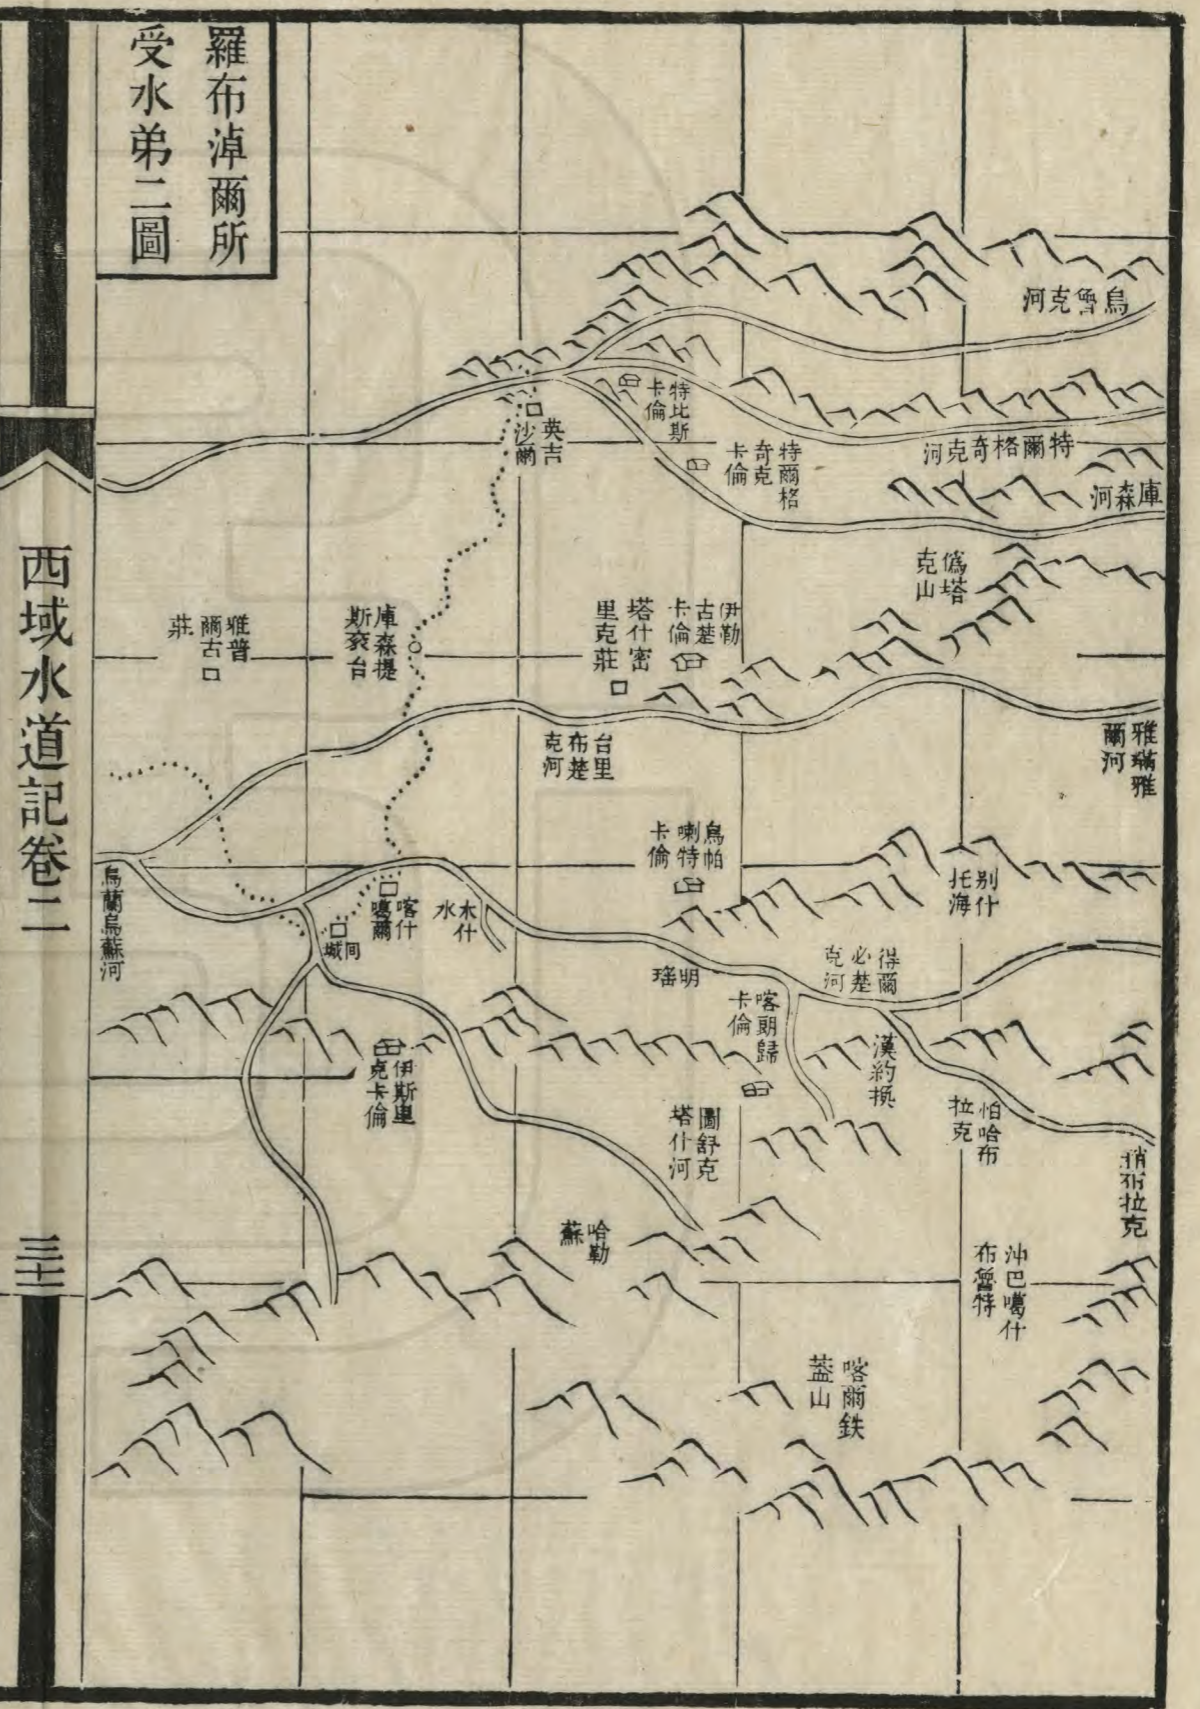 羅布淖爾所
受水弟二圖
西域水道記卷二
烏魯克河
特比斯
卡倫
英吉
沙爾
特爾格
奇克
卡倫
特爾格奇克河
庫森河
僞塔
克山
伊勒
古楚
卡倫
塔什密
里克莊
庫森提
斯袞台
雅普
爾古
莊
雅璊雅
爾河
台里
布楚
克河
烏帕
喇特
卡倫
別什
托海
喀什
噶爾
木什
水
回城
烏蘭烏蘇河
得爾
必楚
克河
明瑤
喀朗歸
卡倫
漢約
伊斯里
克卡倫
圖舒克
塔什河
怕哈布
拉克
布拉克
哈勒
蘇
沖巴噶什
布魯特
喀爾鉄
葢山